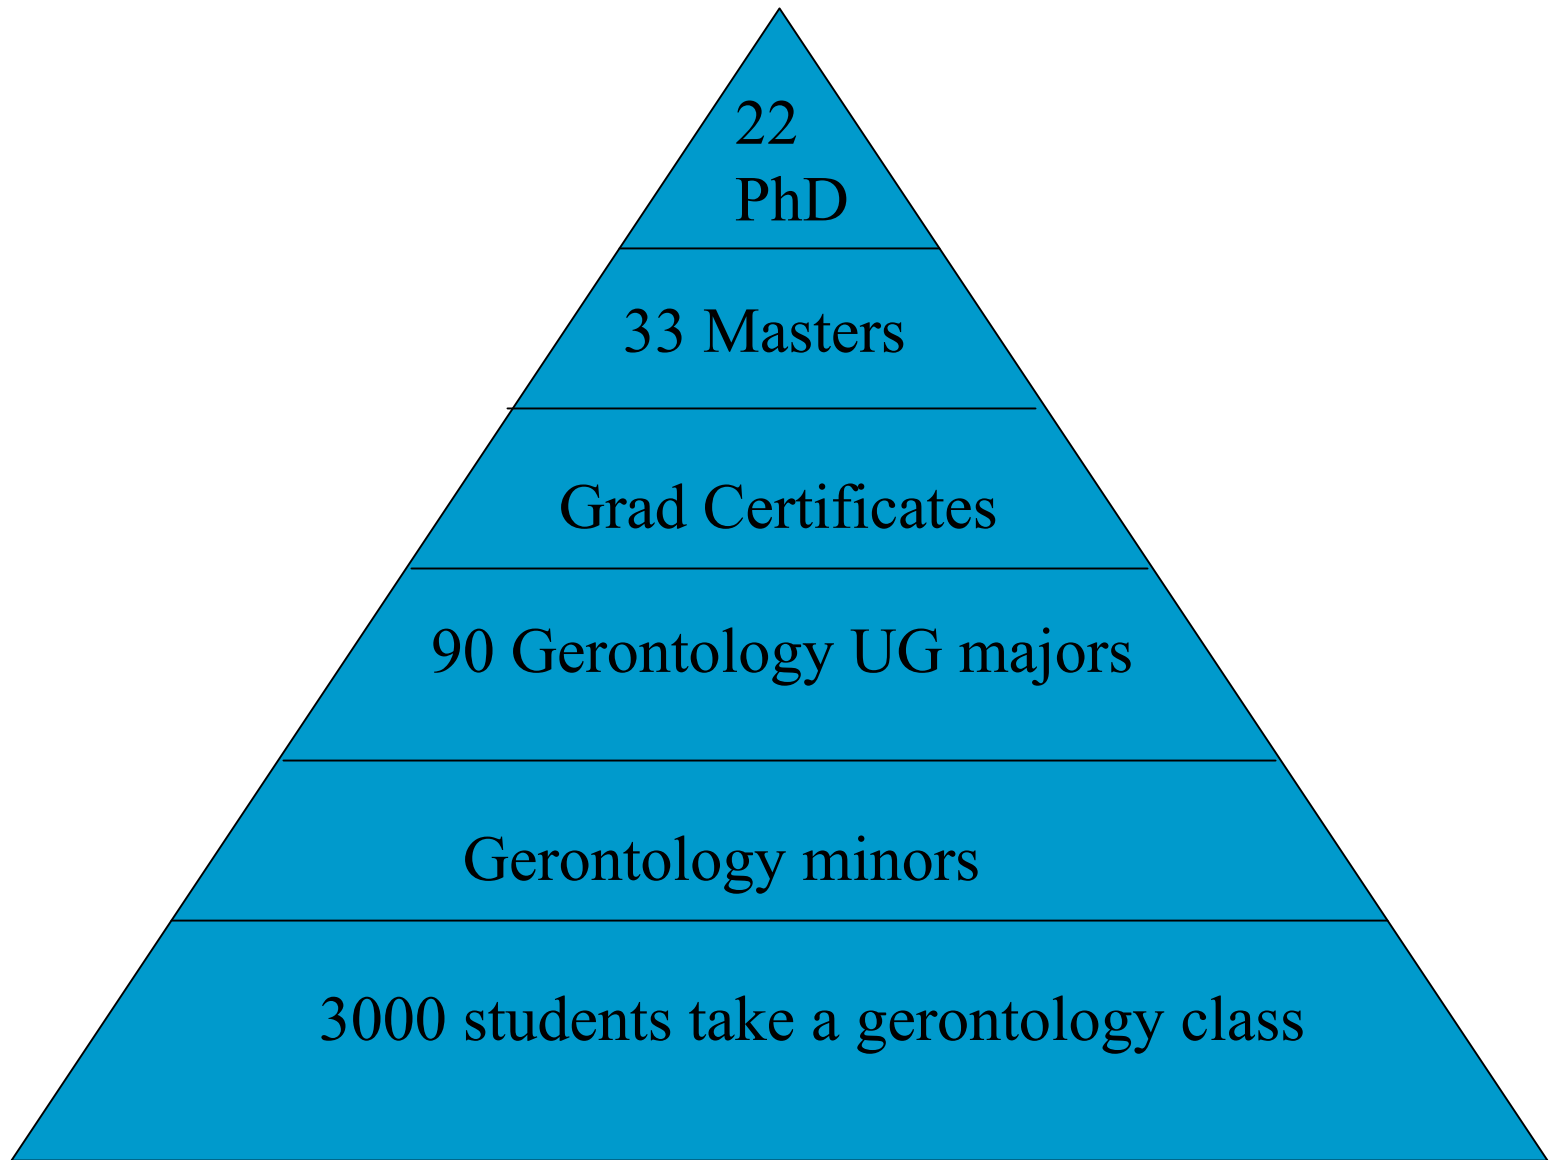 22
PhD
33 Masters
Grad Certificates
90 Gerontology UG majors
Gerontology minors
3000 students take a gerontology class